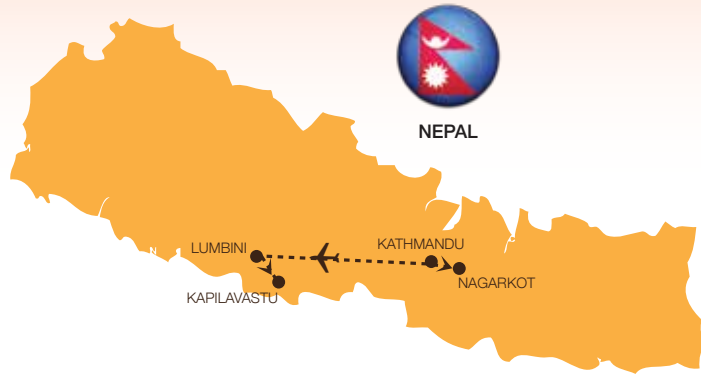 NEPAL
LUMBINI
KATHMANDU
NAGARKOT
KAPILAVASTU